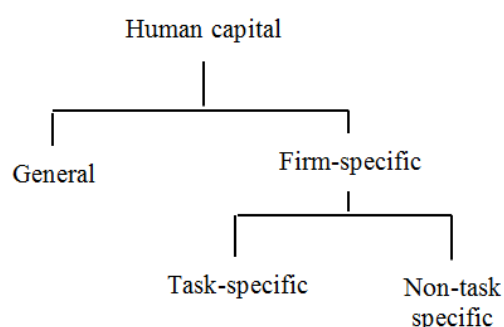 Human capital
General
Firm-specific
Task-specific
Non-task
specific